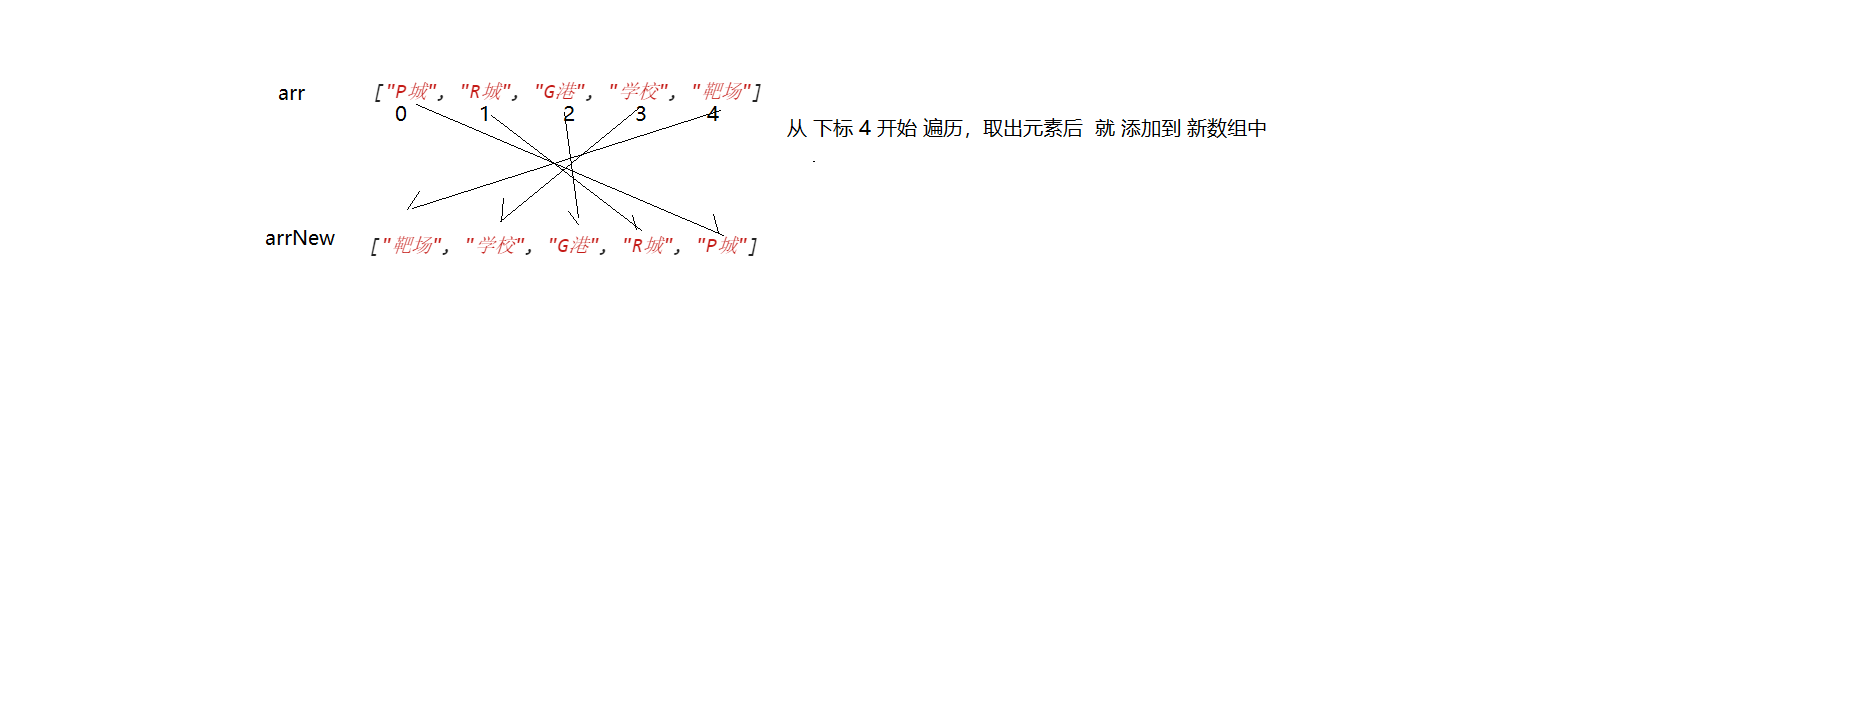 arr ["P城", "R城", "G港", "学校", "靶场"]
0 1 2 3 4
从 下标 4 开始 遍历，取出元素后 就 添加到 新数组中
arrNew ["靶场", "学校", "G港", "R城", "P城"]